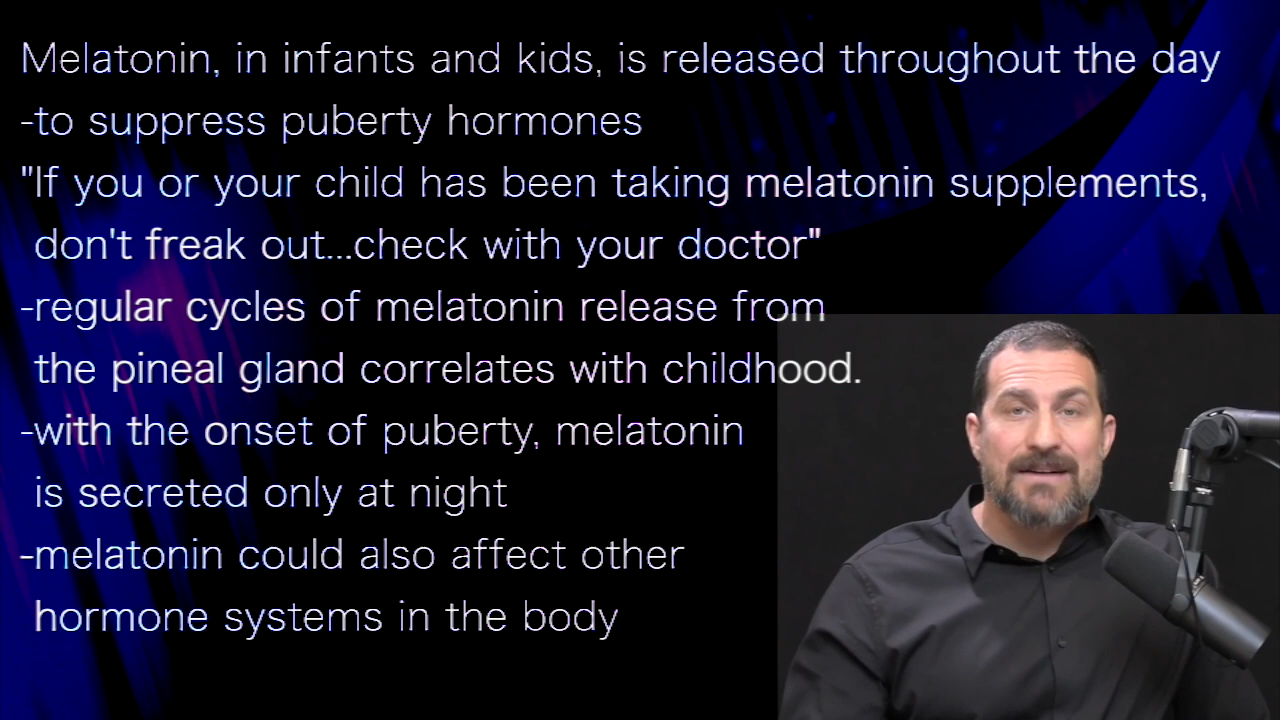 Melatonin, in infants and kids, is released throughout the day
-to suppress puberty hormones
"If you or your child has been taking melatonin supplements,
don't freak out...check with your doctor"
-regular cycles of melatonin release from
the pineal gland correlates with childhood.
-with the onset of puberty, melatonin
is secreted only at night
-melatonin could also affect other
hormone systems in the body